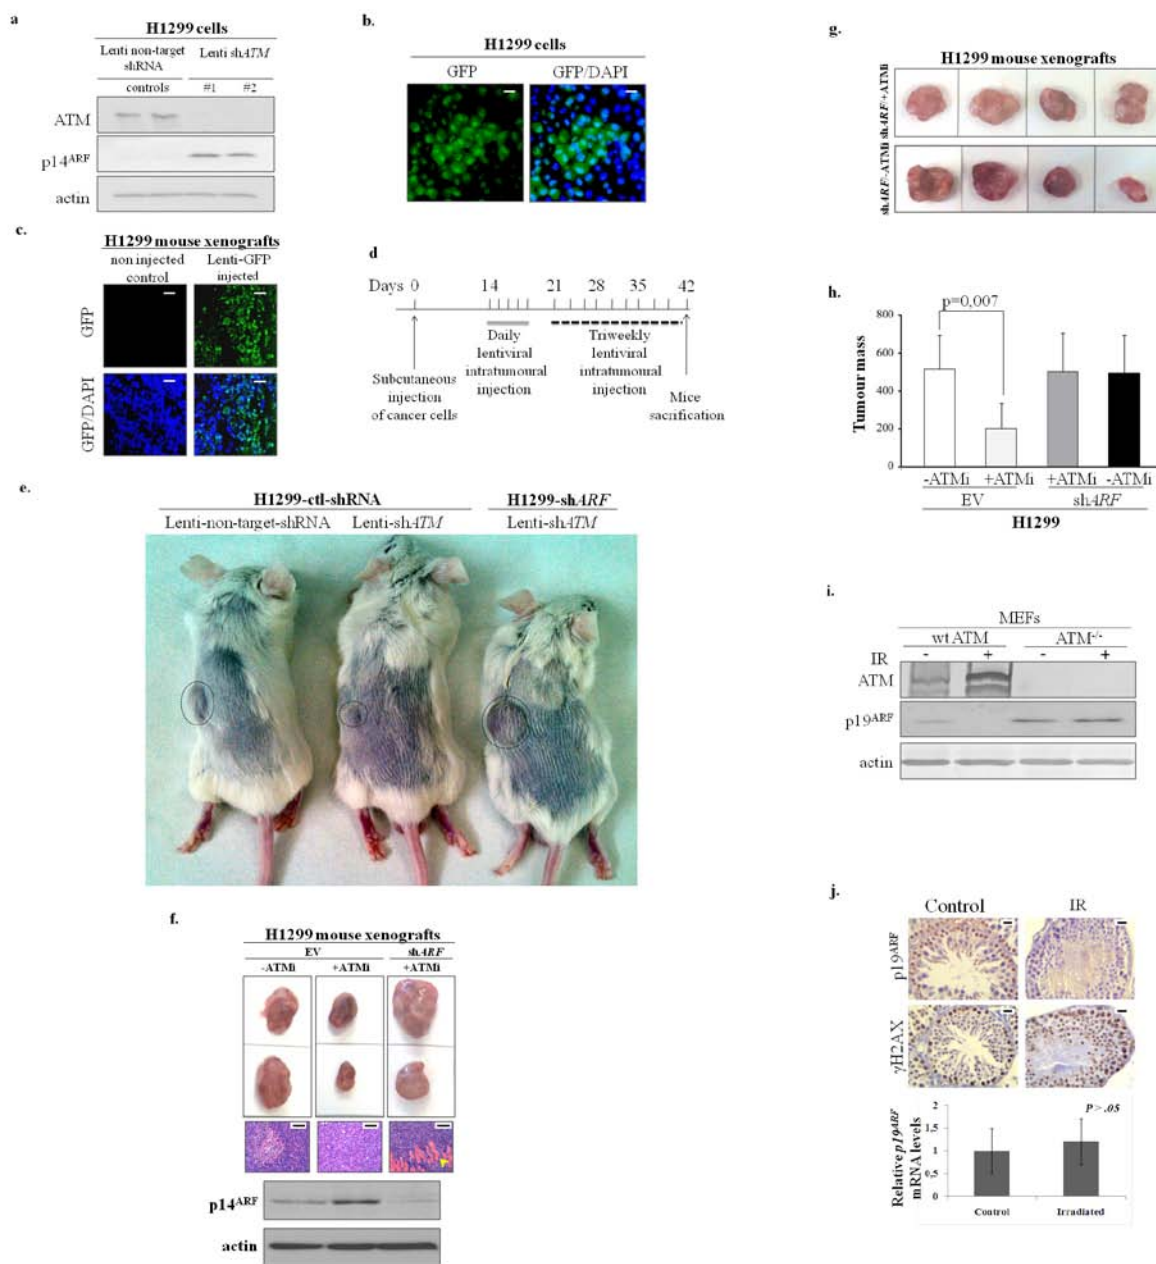 a
H1299 cells
Lenti non-target shRNA
Lenti shATM
controls
#1 #2
ATM
p14ARF
actin
b.
H1299 cells
GFP GFP/DAPI
c.
H1299 mouse xenografts
non injected control
Lenti-GFP injected
GFP
GFP/DAPI
d
Days 0 14 21 28 35 42
Daily lentiviral intratumoural injection
Triweekly lentiviral intratumoural injection
Subcutaneous injection of cancer cells
Mice sacrification
e.
H1299-ctl-shRNA H1299-shARF
Lenti-non-target-shRNA Lenti-shATM Lenti-shATM
f.
H1299 mouse xenografts
EV shARF
-ATMi +ATMi +ATMi
p14ARF
actin
g.
H1299 mouse xenografts
shARF/+ATMi
shARF/-ATMi
h.
p=0,007
800
600
400
200
0
Tumour mass
-ATMi +ATMi +ATMi -ATMi
EV shARF
H1299
i.
MEFs
wt ATM ATM-/-
IR - + - +
ATM
p19ARF
actin
j.
Control IR
p19ARF
γH2AX
P > .05
2
1,5
1
0,5
0
Relative p19ARF mRNA levels
Control Irradiated